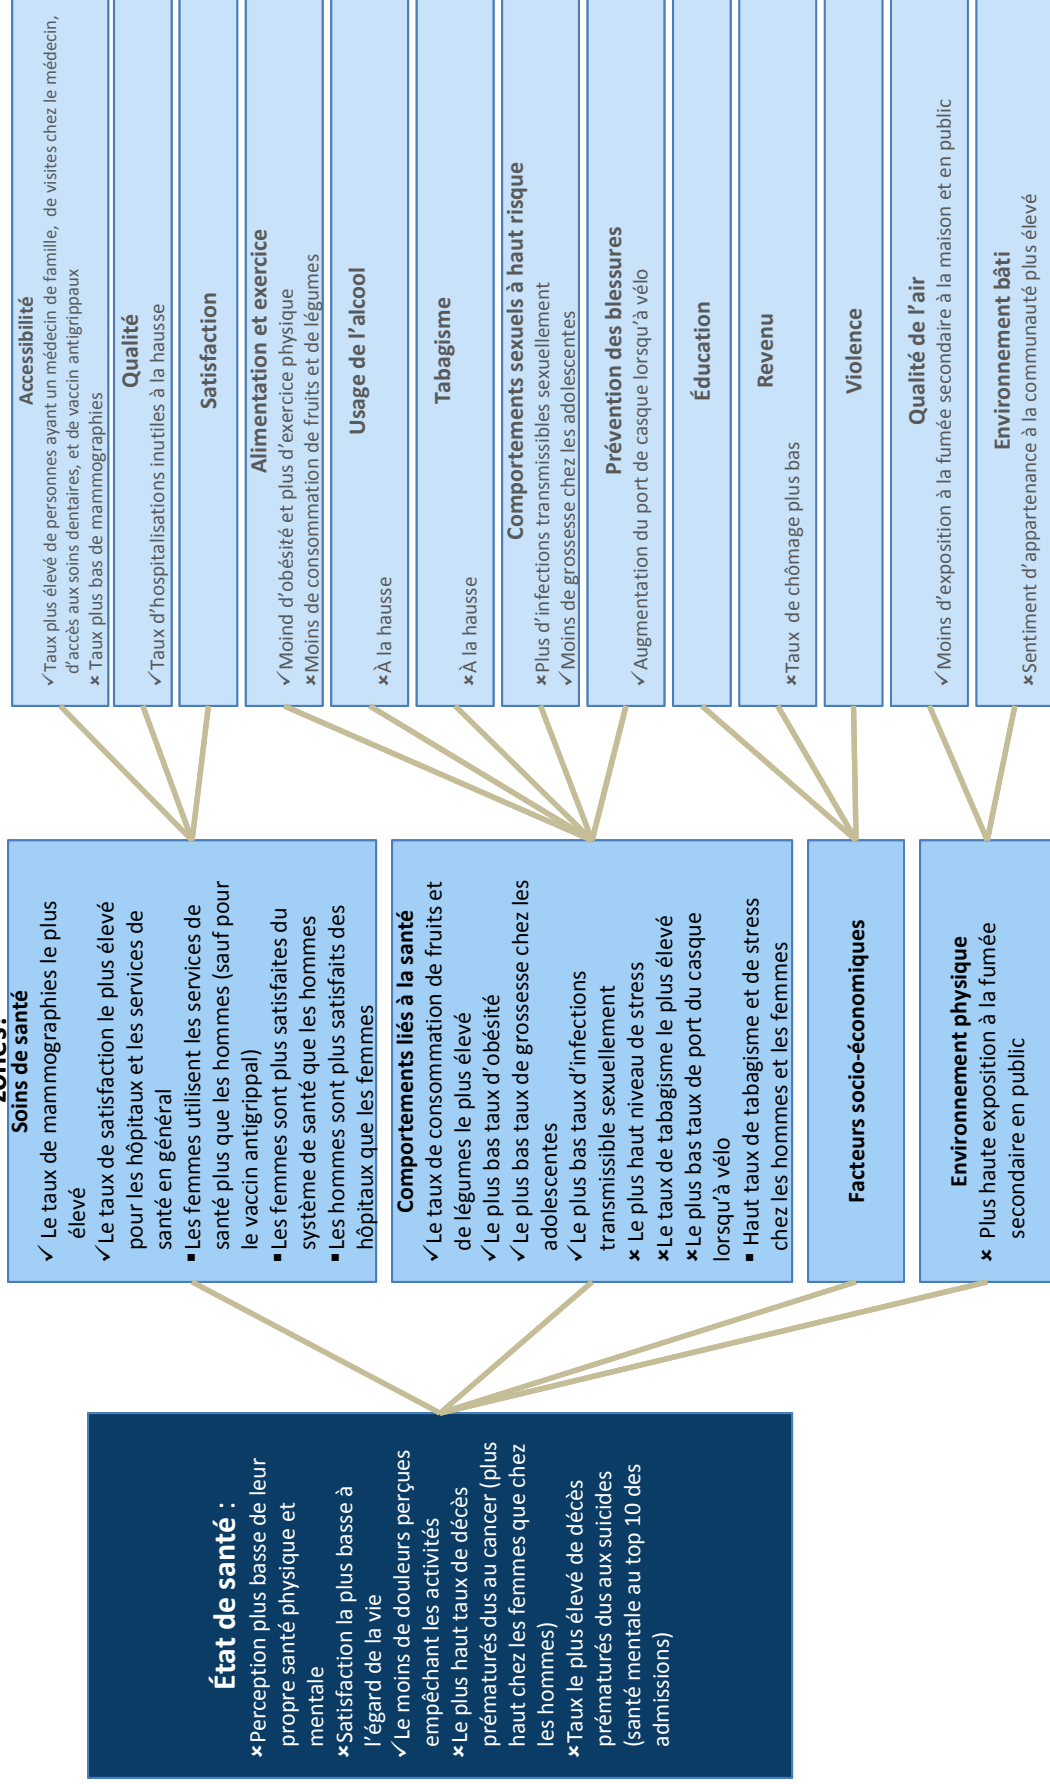 zones:
État de santé :
×Perception plus basse de leur
propre santé physique et
mentale
×Satisfaction la plus basse à
l'égard de la vie
✓Le moins de douleurs perçues
empêchant les activités
×Le plus haut taux de décès
prématurés dus au cancer (plus
haut chez les femmes que chez
les hommes)
×Taux le plus élevé de décès
prématurés dus aux suicides
(santé mentale au top 10 des
admissions)
Soins de santé
✓ Le taux de mammographies le plus
élevé
✓Le taux de satisfaction le plus élevé
pour les hôpitaux et les services de
santé en général
▪Les femmes utilisent les services de
santé plus que les hommes (sauf pour
le vaccin antigrippal)
▪Les femmes sont plus satisfaites du
système de santé que les hommes
▪Les hommes sont plus satisfaits des
hôpitaux que les femmes
Comportements liés à la santé
✓Le taux de consommation de fruits et
de légumes le plus élevé
✓Le plus bas taux d'obésité
✓Le plus bas taux de grossesse chez les
adolescentes
✓Le plus bas taux d'infections
transmissible sexuellement
× Le plus haut niveau de stress
×Le taux de tabagisme le plus élevé
×Le plus bas taux de port du casque
lorsqu'à vélo
▪ Haut taux de tabagisme et de stress
chez les hommes et les femmes
Facteurs socio-économiques
Environnement physique
× Plus haute exposition à la fumée
secondaire en public
Accessibilité
✓Taux plus élevé de personnes ayant un médecin de famille, de visites chez le médecin,
d'accès aux soins dentaires, et de vaccin antigrippaux
× Taux plus bas de mammographies
Qualité
✓Taux d'hospitalisations inutiles à la hausse
Satisfaction
Alimentation et exercice
✓Moind d'obésité et plus d'exercice physique
×Moins de consommation de fruits et de légumes
Usage de l'alcool
×À la hausse
Tabagisme
×À la hausse
Comportements sexuels à haut risque
×Plus d'infections transmissibles sexuellement
✓Moins de grossesse chez les adolescentes
Prévention des blessures
✓Augmentation du port de casque lorsqu'à vélo
Éducation
Revenu
×Taux de chômage plus bas
Violence
Qualité de l'air
✓Moins d'exposition à la fumée secondaire à la maison et en public
Environnement bâti
×Sentiment d'appartenance à la communauté plus élevé